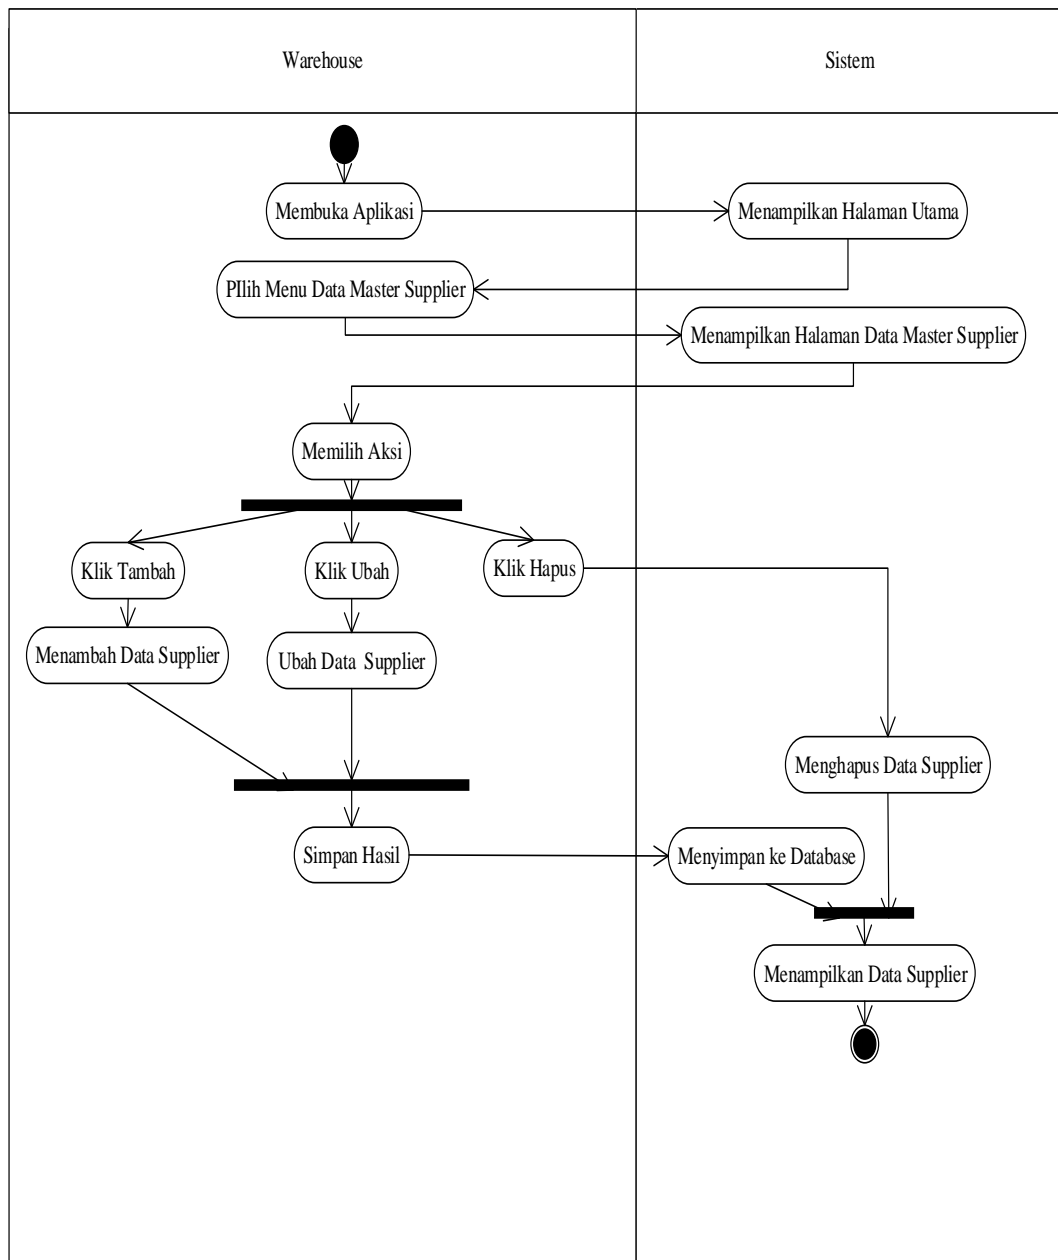 Warehouse
Sistem
Membuka Aplikasi
Menampilkan Halaman Utama
PIlih Menu Data Master Supplier
Menampilkan Halaman Data Master Supplier
Memilih Aksi
Klik Tambah
Klik Ubah
Klik Hapus
Menambah Data Supplier
Ubah Data Supplier
Menghapus Data Supplier
Simpan Hasil
Menyimpan ke Database
Menampilkan Data Supplier